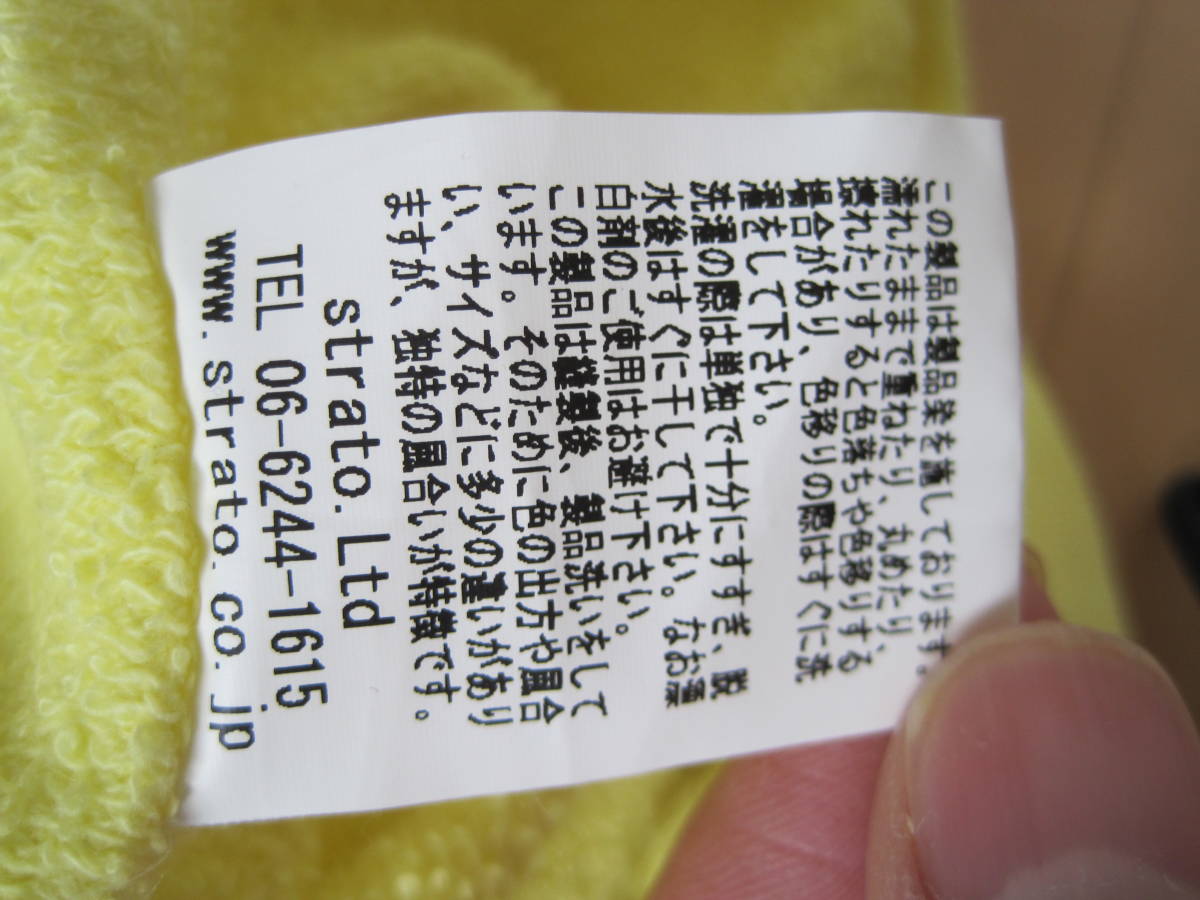 この製品は製品染を施しております。
濡れたままで重ねたり、丸めたり、
擦れたりすると色落ちや色移りする
場合があり、色移りの際はすぐに洗
濯をして下さい。
洗濯の際は単独で十分にすすぎ、脱
水後はすぐに干して下さい。なお漂
白剤のご使用はお避け下さい。
この製品は縫製後、製品洗いをして
います。そのために色の出方や風合
い、サイズなどに多少の違いがあり
ますが、独特の風合いが特徴です。
strato.Ltd
TEL 06-6244-1615
www.strato.co.jp